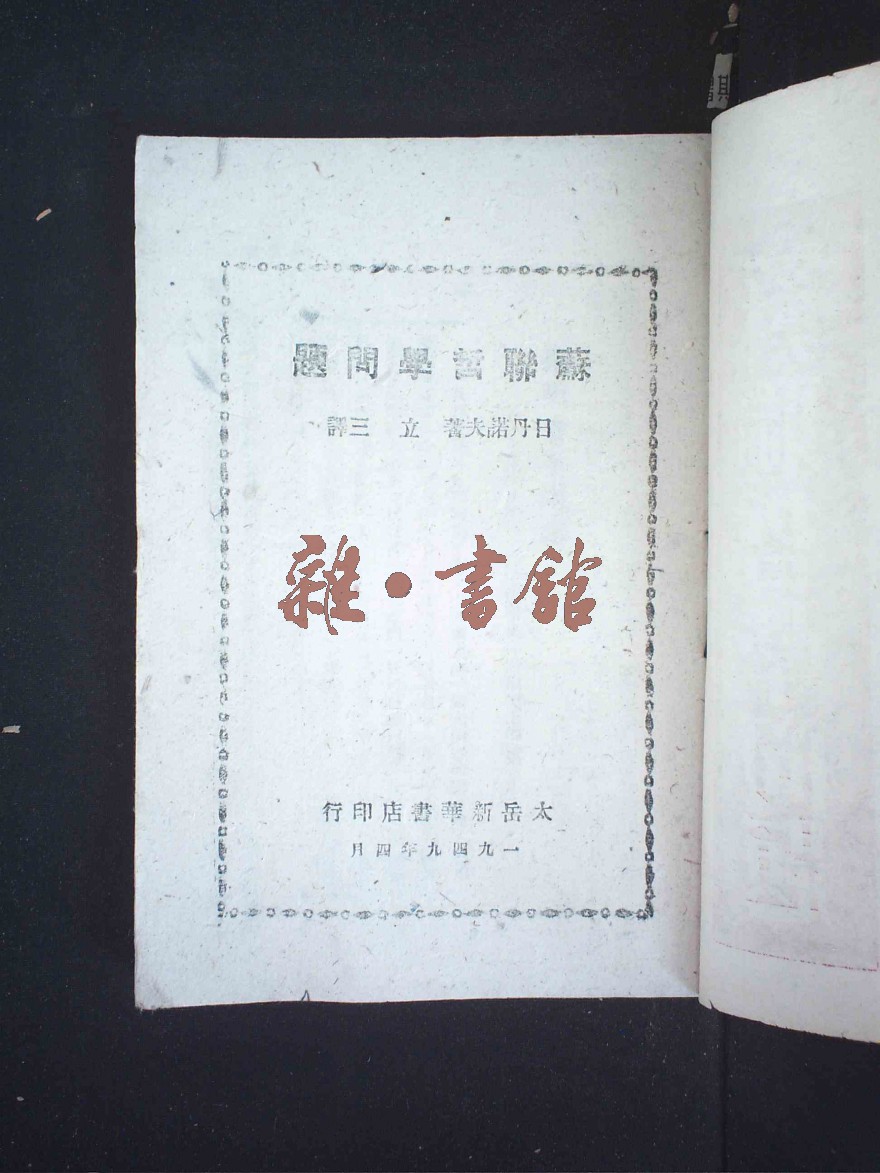 蘇聯哲學問題
日丹諾夫著 立 三譯
雜·書館
太岳新華書店印行
一九四九年四月